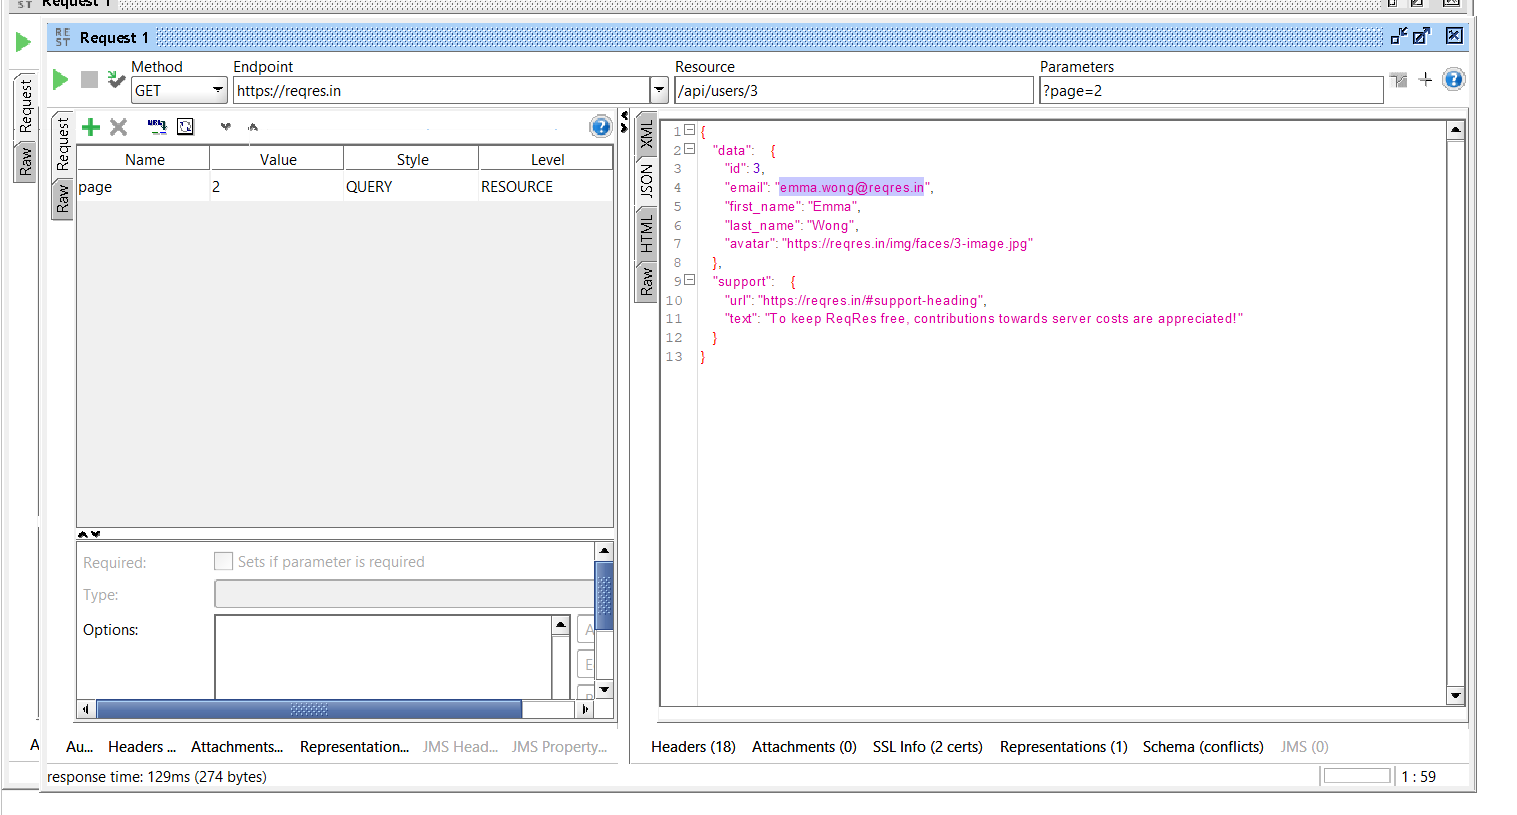 ST Request 1
RE
ST Request 1
Method Endpoint Resource Parameters
GET https://reqres.in /api/users/3 ?page=2
Request
Raw
Request
Raw
Name Value Style Level
page 2 QUERY RESOURCE
XML
JSON
HTML
Raw
1 {
2 "data": {
3 "id": 3,
4 "email": "emma.wong@reqres.in",
5 "first_name": "Emma",
6 "last_name": "Wong",
7 "avatar": "https://reqres.in/img/faces/3-image.jpg"
8 },
9 "support": {
10 "url": "https://reqres.in/#support-heading",
11 "text": "To keep ReqRes free, contributions towards server costs are appreciated!"
12 }
13 }
Required: Sets if parameter is required
Type:
Options:
A
E
A
Au... Headers ... Attachments... Representation... JMS Head... JMS Property...
Headers (18) Attachments (0) SSL Info (2 certs) Representations (1) Schema (conflicts) JMS (0)
response time: 129ms (274 bytes)
1 : 59